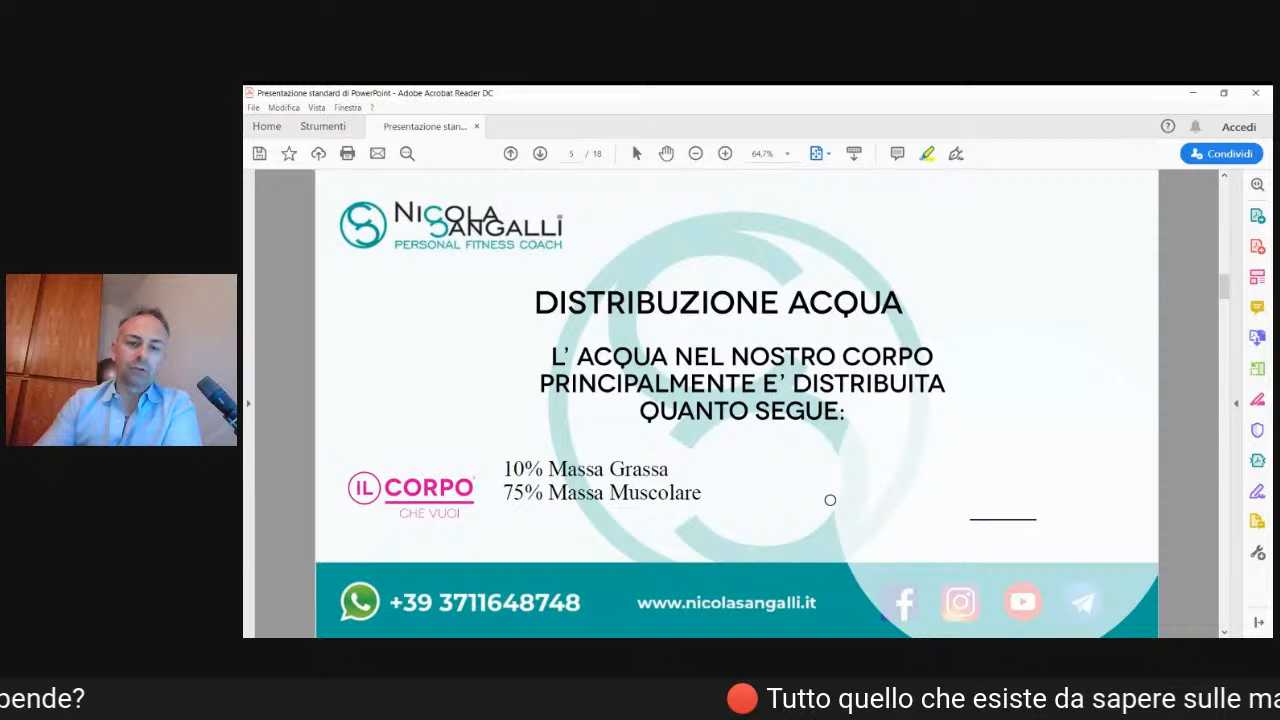 Presentazione standard di PowerPoint - Adobe Acrobat Reader DC
File Modifica Vista Finestra ?
Home Strumenti Presentazione stan... × Accedi
5 / 18 64,7% Condividi
NICOLA
SANGALLI
PERSONAL FITNESS COACH
DISTRIBUZIONE ACQUA
L' ACQUA NEL NOSTRO CORPO
PRINCIPALMENTE E' DISTRIBUITA
QUANTO SEGUE:
10% Massa Grassa
75% Massa Muscolare
IL CORPO
CHE VUOI
+39 3711648748 www.nicolasangalli.it
pende? Tutto quello che esiste da sapere sulle ma